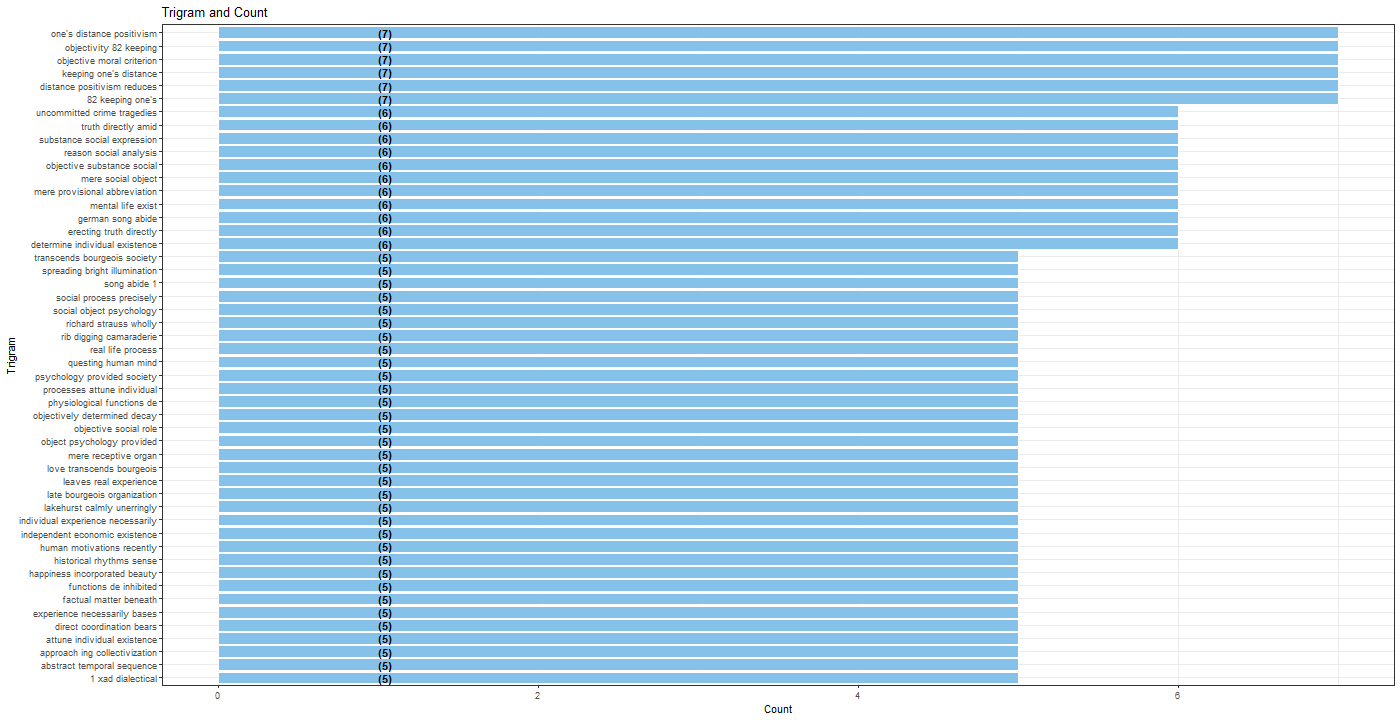 Trigram and Count
one's distance positivism (7)
objectivity 82 keeping (7)
objective moral criterion (7)
keeping one's distance (7)
distance positivism reduces (7)
82 keeping one's (7)
uncommitted crime tragedies (6)
truth directly amid (6)
substance social expression (6)
reason social analysis (6)
objective substance social (6)
mere social object (6)
mere provisional abbreviation (6)
mental life exist (6)
german song abide (6)
erecting truth directly (6)
determine individual existence (6)
transcends bourgeois society (5)
spreading bright illumination (5)
song abide 1 (5)
social process precisely (5)
social object psychology (5)
richard strauss wholly (5)
rib digging camaraderie (5)
real life process (5)
questing human mind (5)
psychology provided society (5)
processes attune individual (5)
physiological functions de (5)
objectively determined decay (5)
objective social role (5)
object psychology provided (5)
mere receptive organ (5)
love transcends bourgeois (5)
leaves real experience (5)
late bourgeois organization (5)
lakehurst calmly unerringly (5)
individual experience necessarily (5)
independent economic existence (5)
human motivations recently (5)
historical rhythms sense (5)
happiness incorporated beauty (5)
functions de inhibited (5)
factual matter beneath (5)
experience necessarily bases (5)
direct coordination bears (5)
attune individual existence (5)
approach ing collectivization (5)
abstract temporal sequence (5)
1 xad dialectical (5)
Trigram
0 2 4 6
Count